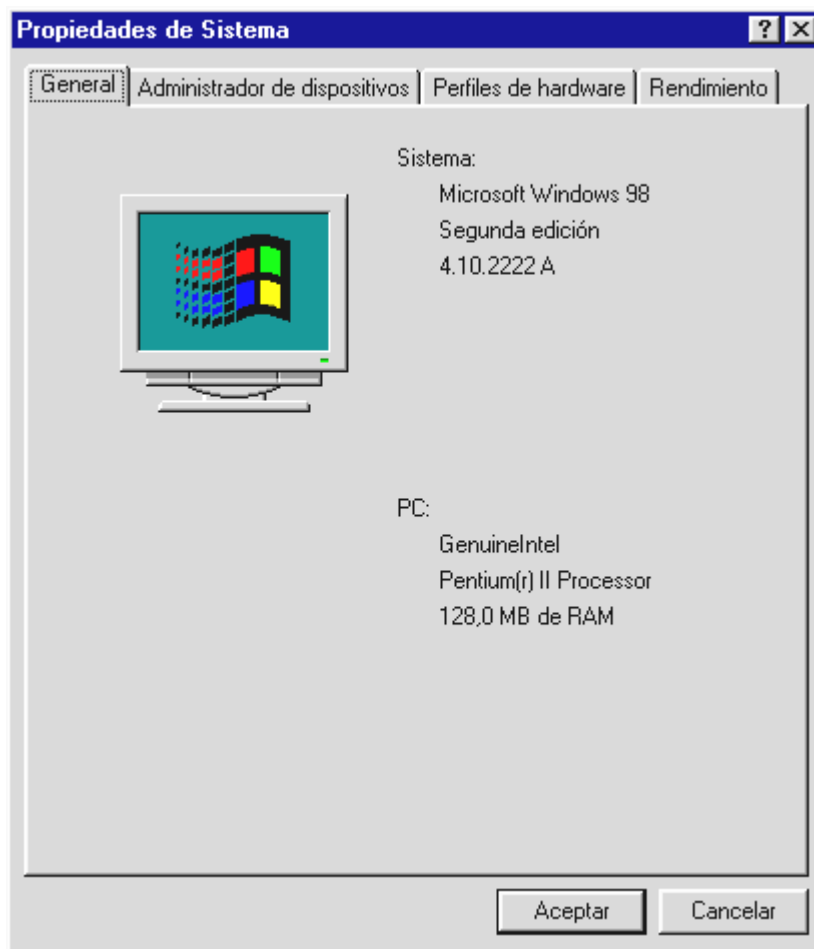 Propiedades de Sistema
General Administrador de dispositivos Perfiles de hardware Rendimiento
Sistema:
Microsoft Windows 98
Segunda edición
4.10.2222 A
PC:
GenuineIntel
Pentium(r) II Processor
128,0 MB de RAM
Aceptar Cancelar